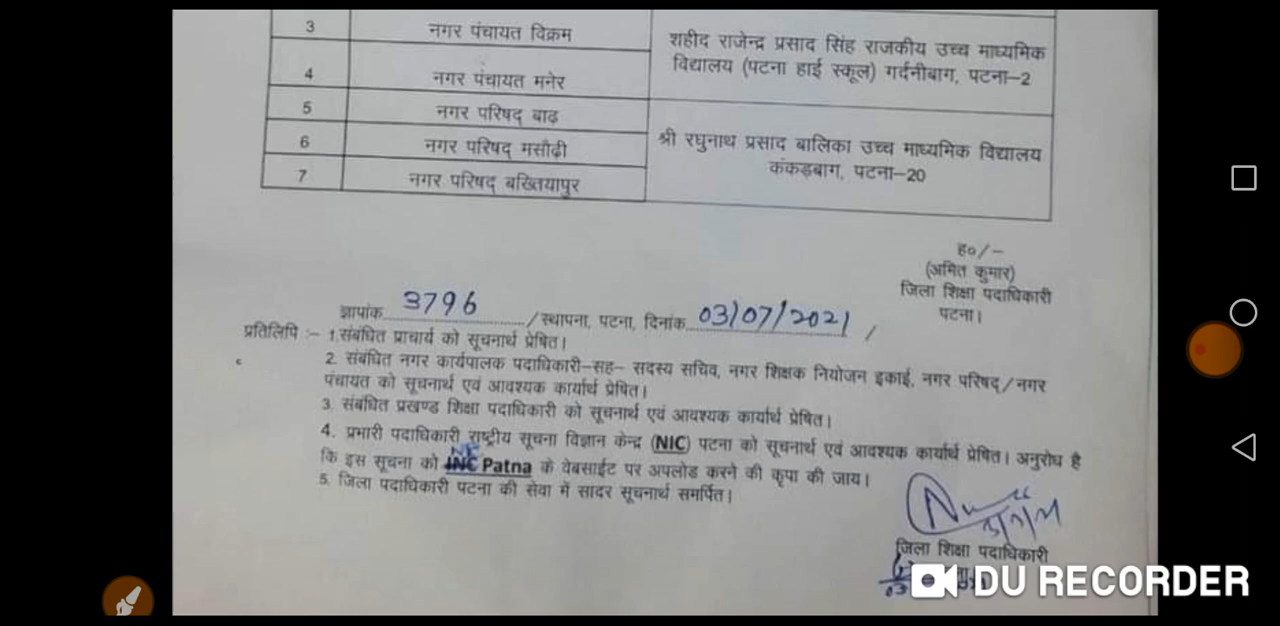 3 नगर पंचायत विक्रम
शहीद राजेन्द्र प्रसाद सिंह राजकीय उच्च माध्यमिक
विद्यालय (पटना हाई स्कूल) गर्दनीबाग, पटना–2
4 नगर पंचायत मनेर
5 नगर परिषद् बाढ़
6 नगर परिषद् मसौढ़ी
श्री रघुनाथ प्रसाद बालिका उच्च माध्यमिक विद्यालय
कंकड़बाग, पटना–20
7 नगर परिषद् बख्तियापुर
ह०/–
(अमित कुमार)
जिला शिक्षा पदाधिकारी
पटना।
ज्ञापांक 3796 /स्थापना, पटना, दिनांक 03/07/2021 /
प्रतिलिपि :– 1.संबंधित प्राचार्य को सूचनार्थ प्रेषित।
2. संबंधित नगर कार्यपालक पदाधिकारी–सह– सदस्य सचिव, नगर शिक्षक नियोजन इकाई, नगर परिषद्/नगर
पंचायत को सूचनार्थ एवं आवश्यक कार्यार्थ प्रेषित।
3. संबंधित प्रखण्ड शिक्षा पदाधिकारी को सूचनार्थ एवं आवश्यक कार्यार्थ प्रेषित।
4. प्रभारी पदाधिकारी राष्ट्रीय सूचना विज्ञान केन्द्र (NIC) पटना को सूचनार्थ एवं आवश्यक कार्यार्थ प्रेषित। अनुरोध है
कि इस सूचना को Patna के वेबसाईट पर अपलोड करने की कृपा की जाय।
5. जिला पदाधिकारी पटना की सेवा में सादर सूचनार्थ समर्पित।
जिला शिक्षा पदाधिकारी
DU RECORDER